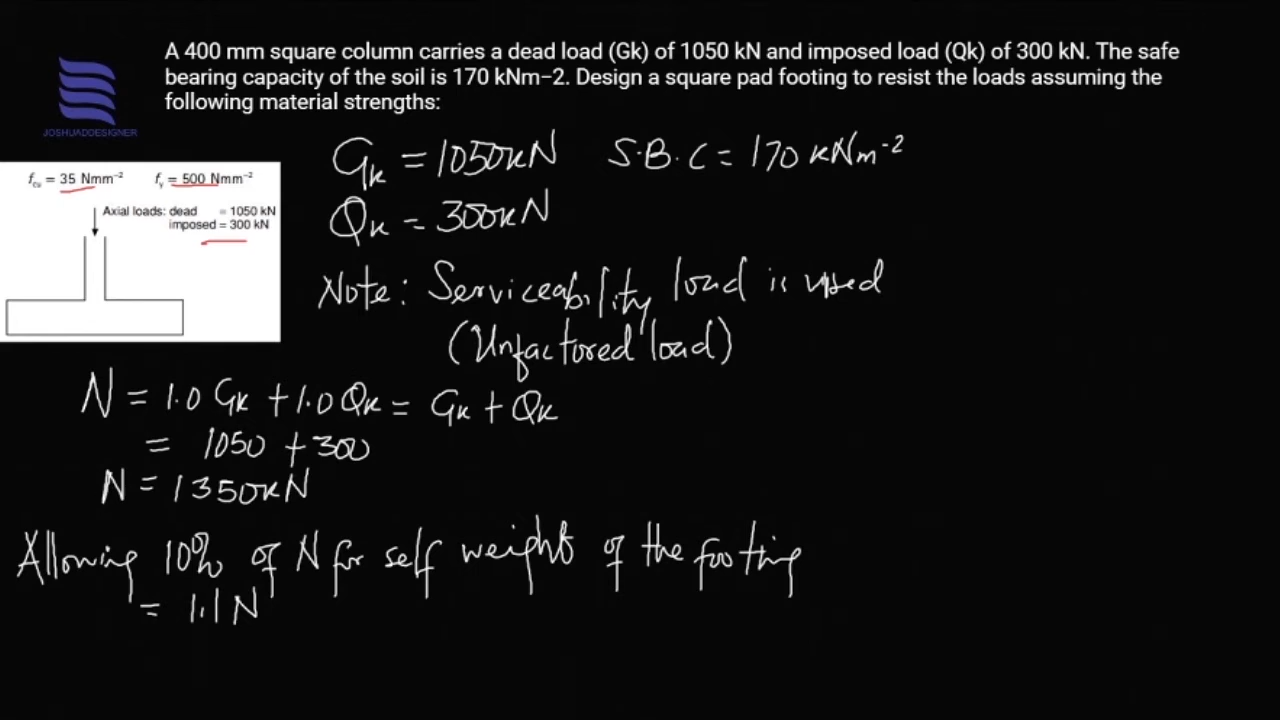 A 400 mm square column carries a dead load (Gk) of 1050 kN and imposed load (Qk) of 300 kN. The safe
bearing capacity of the soil is 170 kNm−2. Design a square pad footing to resist the loads assuming the
following material strengths:
JOSHUADDESIGNER
f_cu = 35 Nmm⁻² f_y = 500 Nmm⁻²
Axial loads: dead = 1050 kN
imposed = 300 kN
Gk = 1050kN S.B.C = 170 kNm⁻²
Qk = 300kN
Note: Serviceability load is used
(Unfactored load)
N = 1.0 Gk + 1.0 Qk = Gk + Qk
= 1050 + 300
N = 1350kN
Allowing 10% of N for self weight of the footing
= 1.1N